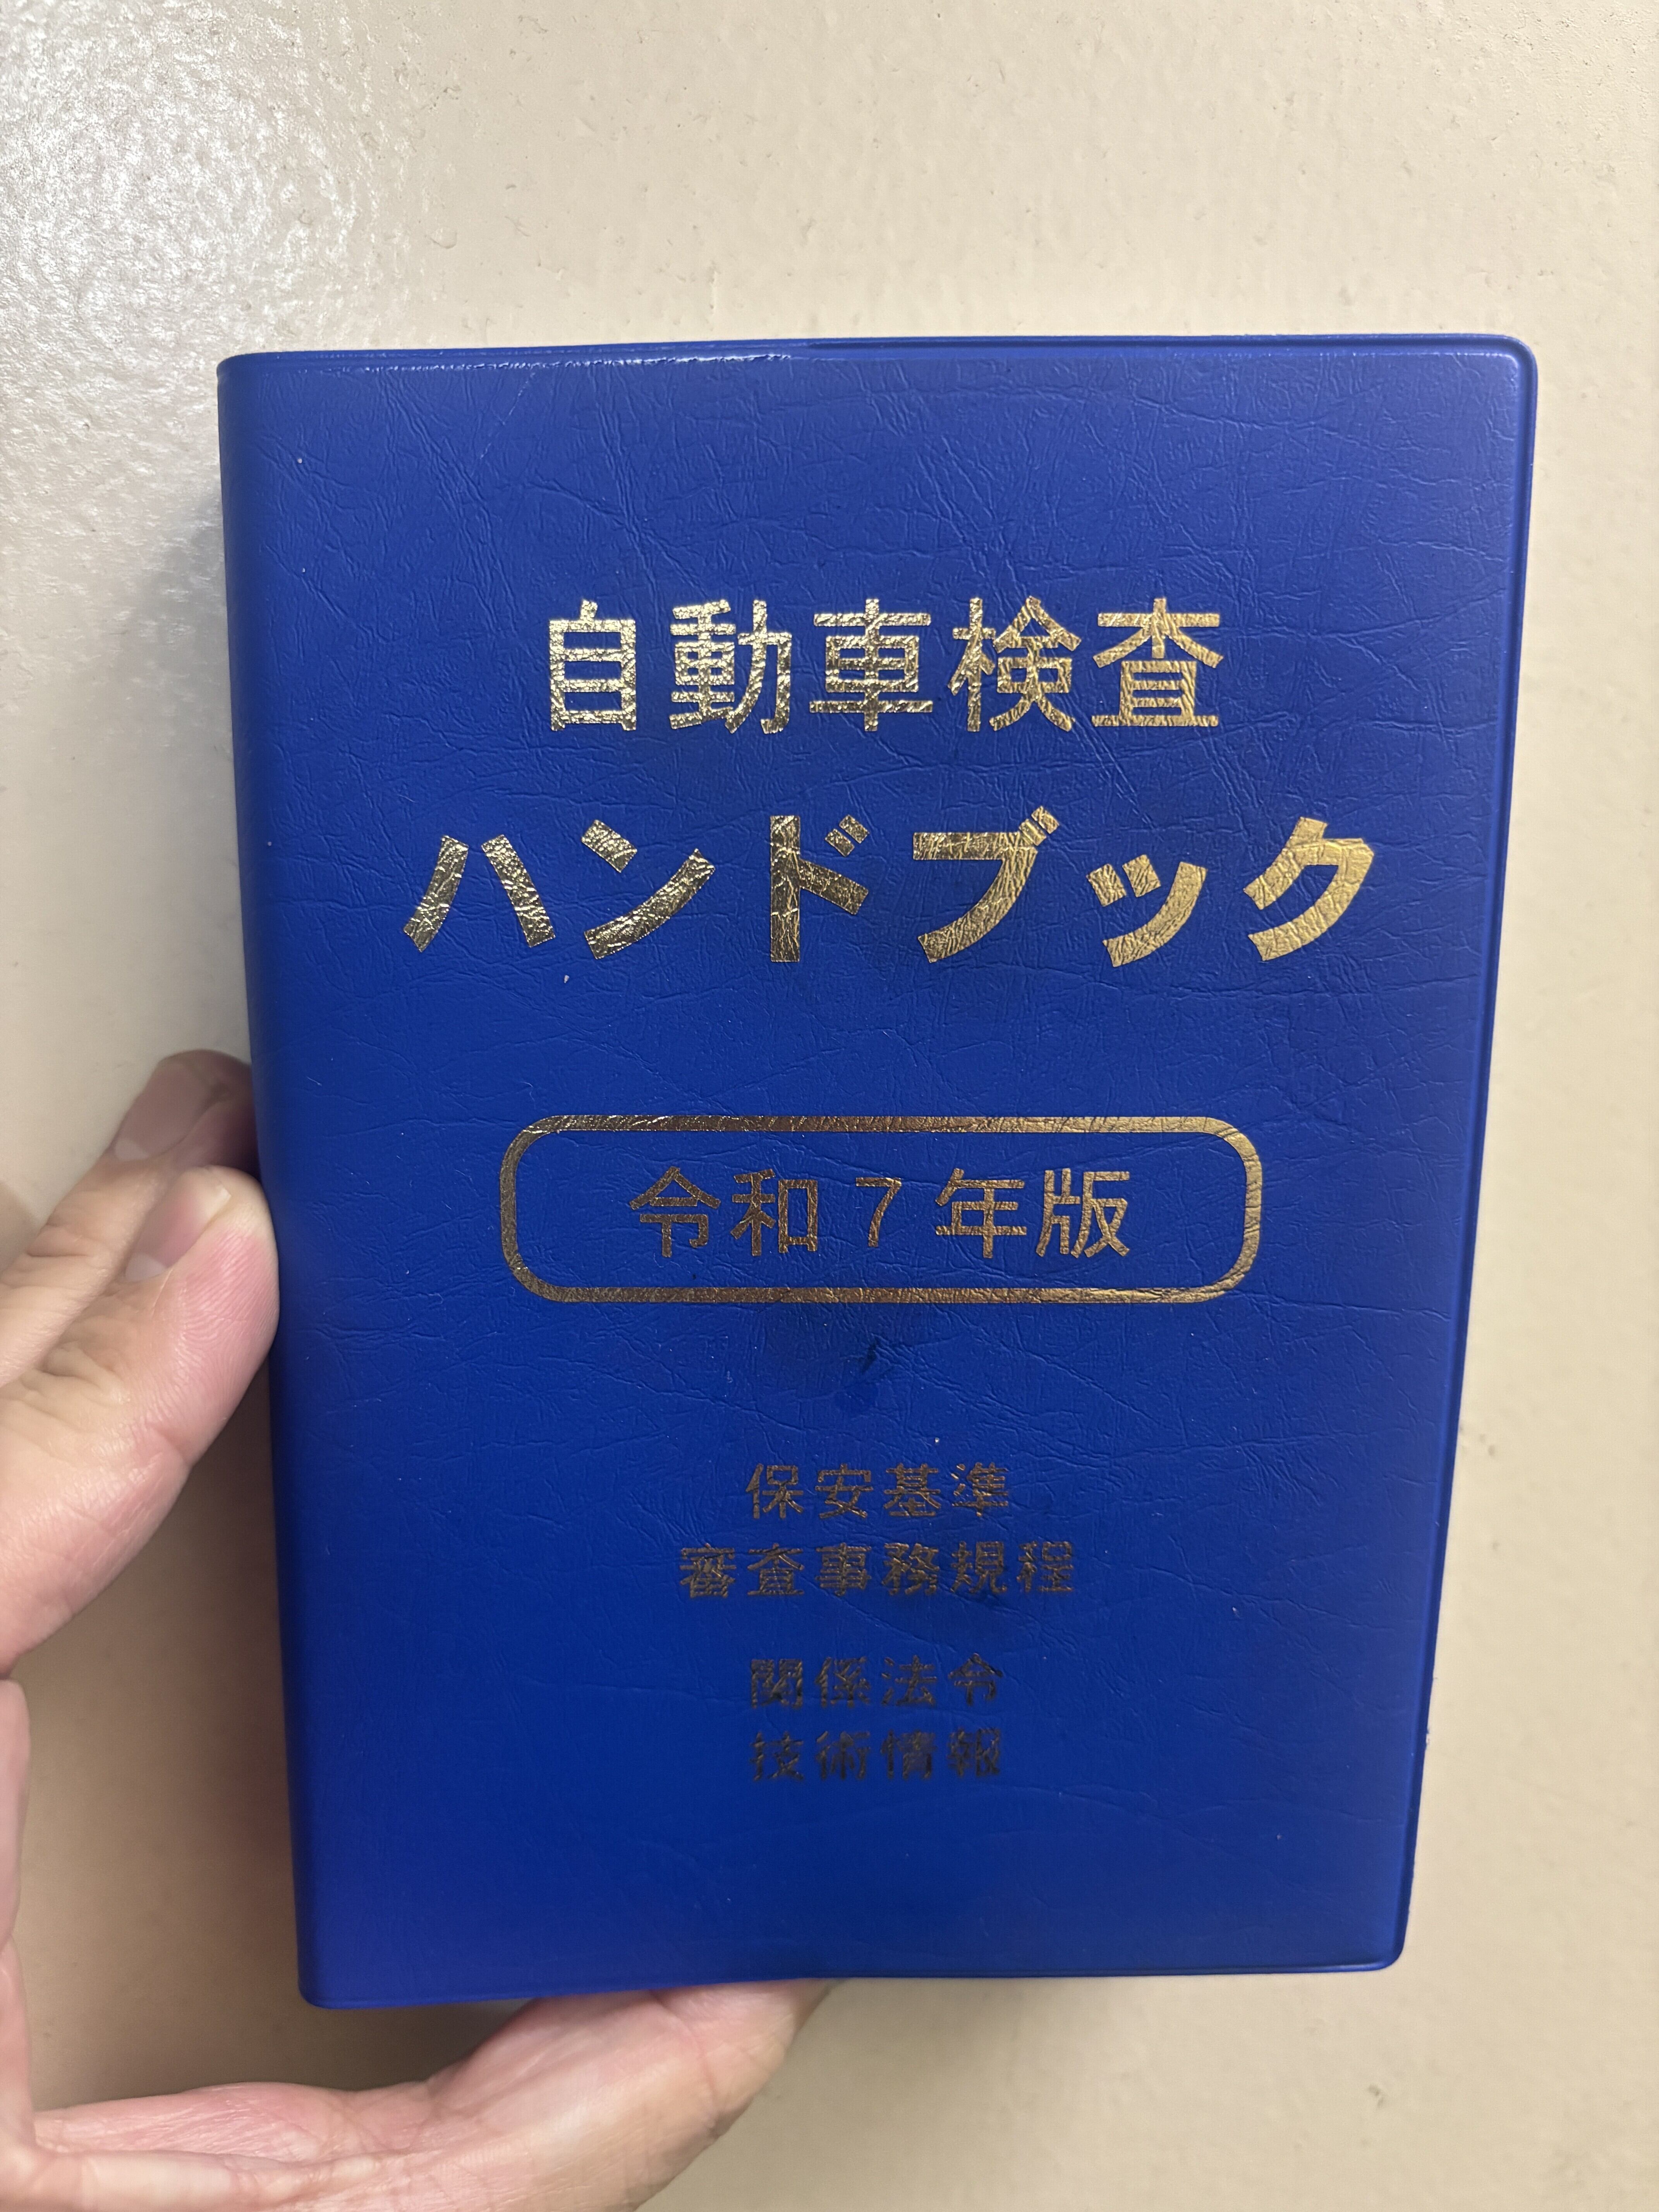 自動車検査
ハンドブック
令和7年版
保安基準
審査事務規程
関係法令
技術情報